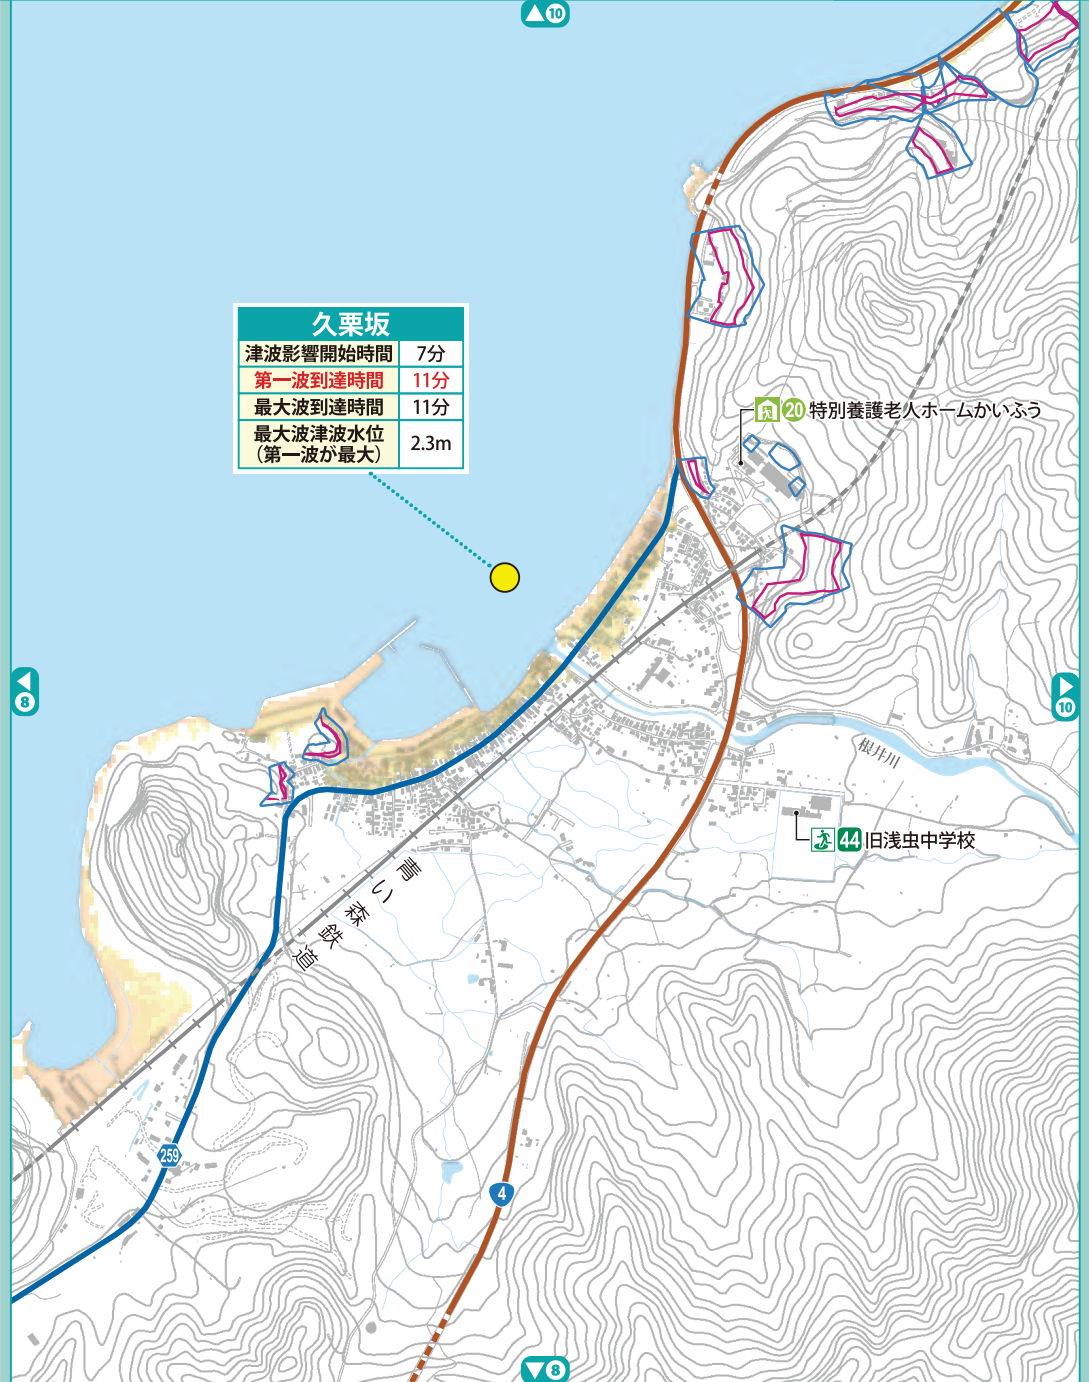 10
久栗坂
津波影響開始時間 7分
第一波到達時間 11分
最大波到達時間 11分
最大波津波水位
(第一波が最大) 2.3m
20 特別養護老人ホームかいふう
8
10
根井川
44 旧浅虫中学校
青い森鉄道
259
4
8